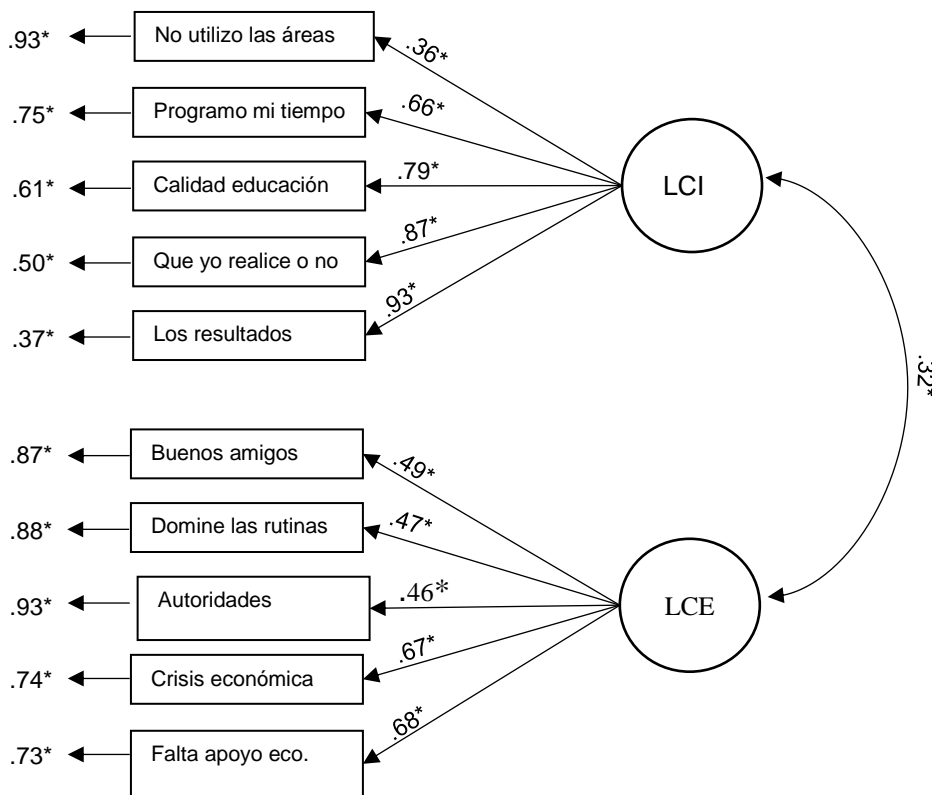 .93*
No utilizo las áreas
.36*
.75*
Programo mi tiempo
.66*
.61*
Calidad educación
.79*
LCI
.50*
Que yo realice o no
.87*
.37*
Los resultados
.93*
.32*
.87*
Buenos amigos
.49*
.88*
Domine las rutinas
.47*
.93*
Autoridades
.46*
LCE
.74*
Crisis económica
.67*
.73*
Falta apoyo eco.
.68*